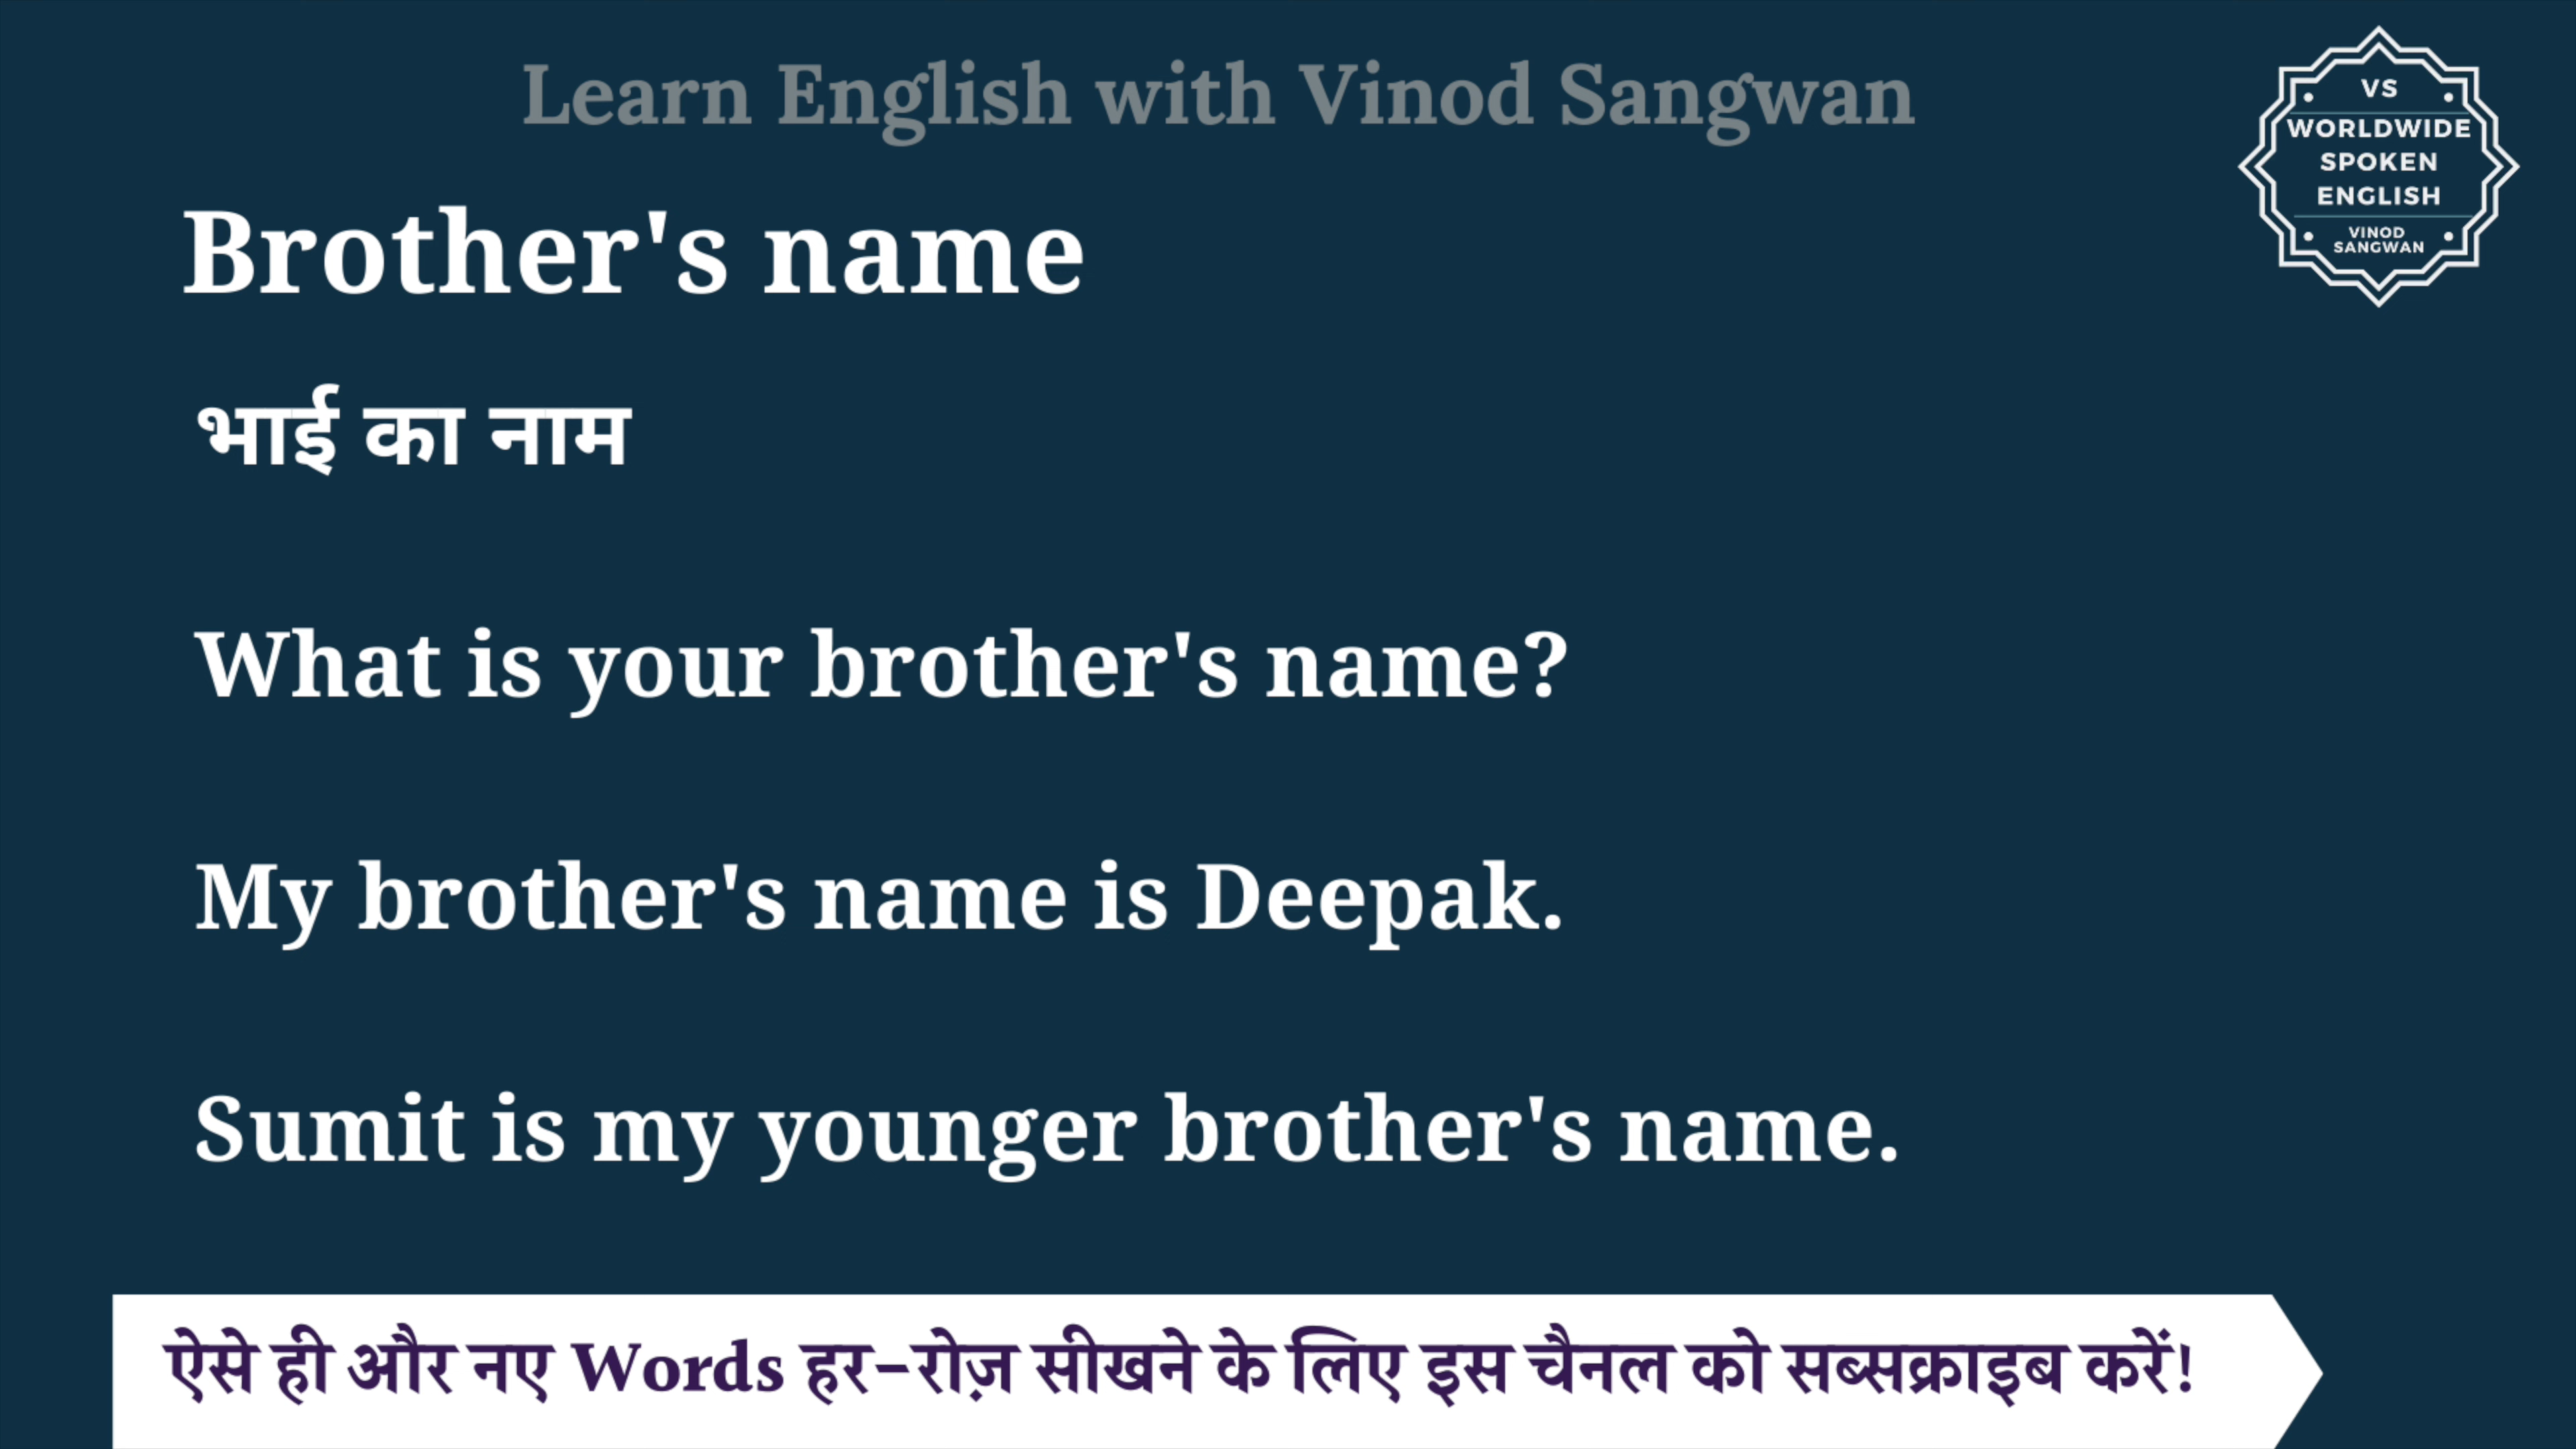 Learn English with Vinod Sangwan
VS
WORLDWIDE
SPOKEN
ENGLISH
VINOD
SANGWAN
Brother's name
भाई का नाम
What is your brother's name?
My brother's name is Deepak.
Sumit is my younger brother's name.
ऐसे ही और नए Words हर-रोज़ सीखने के लिए इस चैनल को सब्सक्राइब करें!